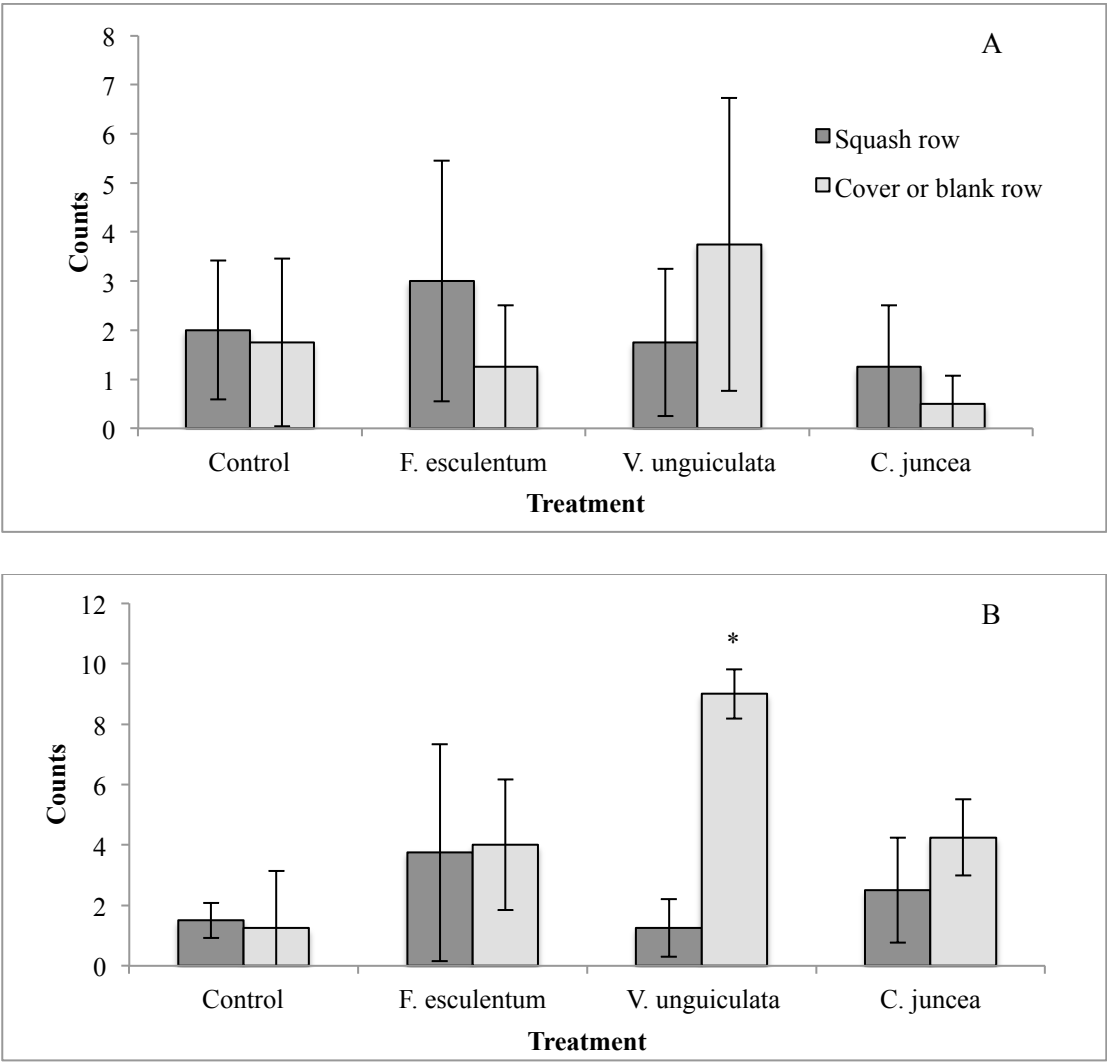 A
8
7
6
5
4
3
2
1
0
Counts
Squash row
Cover or blank row
Control F. esculentum V. unguiculata C. juncea
Treatment
B
12
10
8
6
4
2
0
Counts
*
Control F. esculentum V. unguiculata C. juncea
Treatment